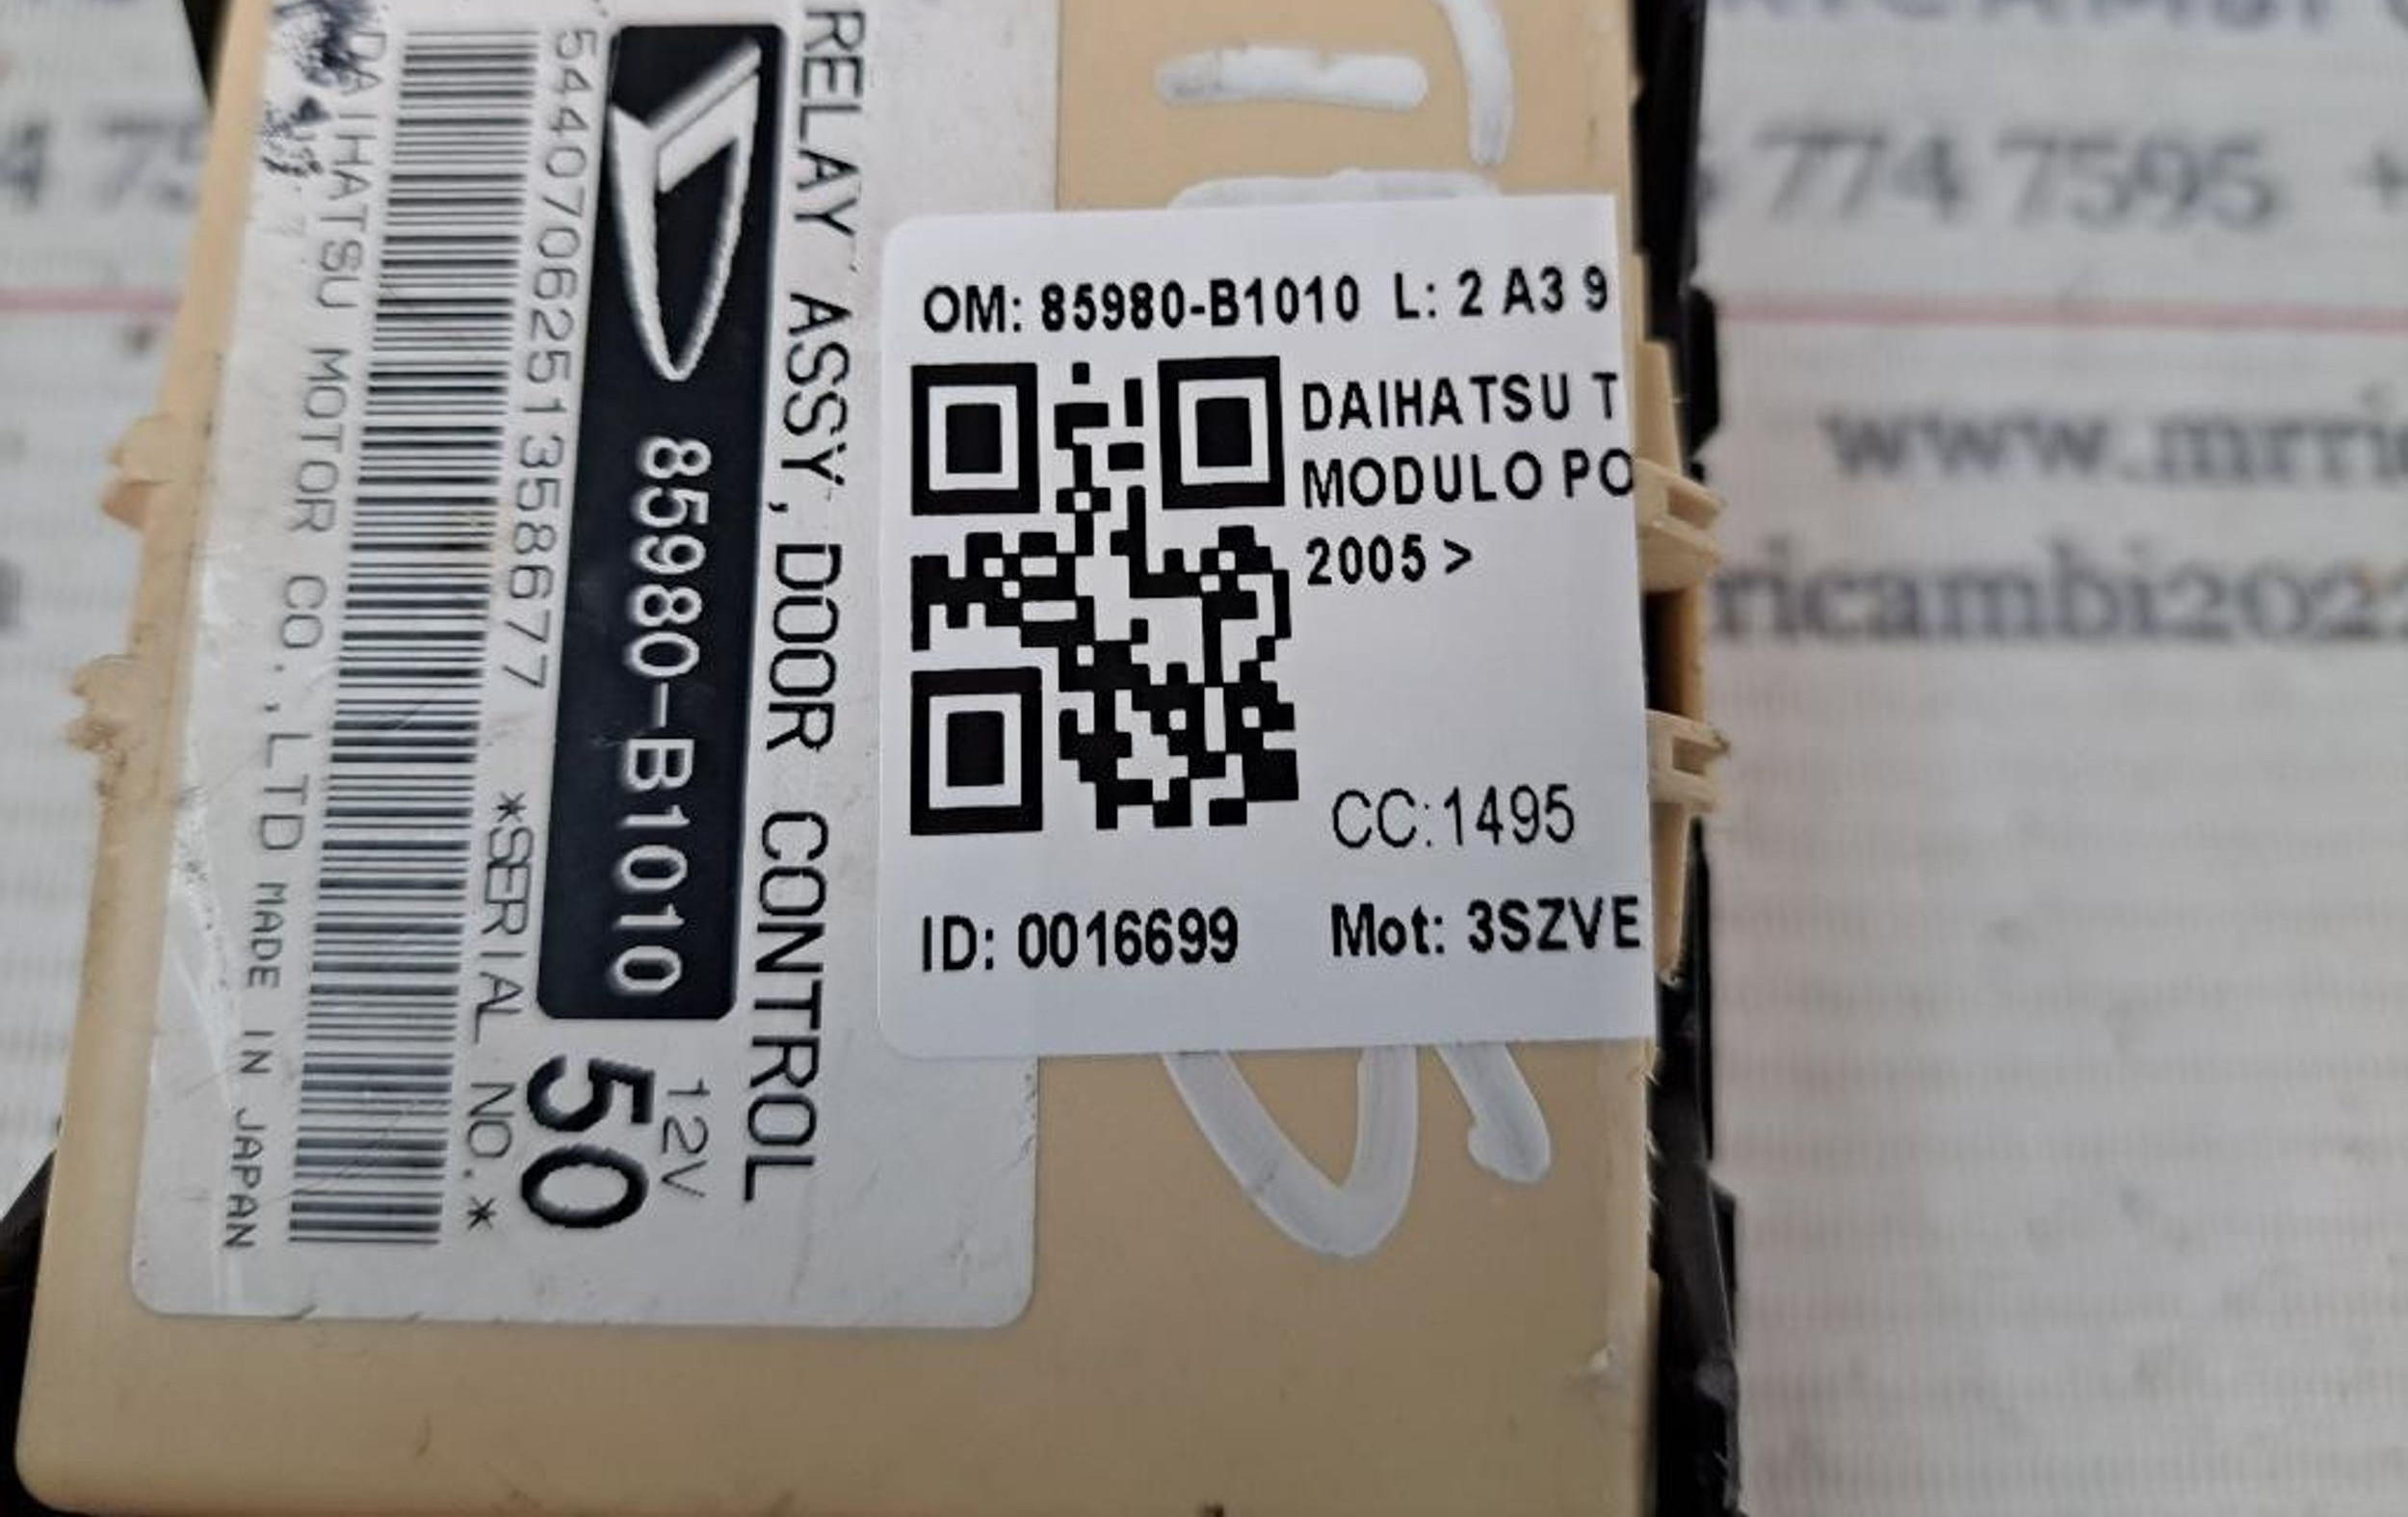 RELAY ASSY, DOOR CONTROL
85980-B1010
12V
50
5440706251358677 *SERIAL NO.*
DAIHATSU MOTOR CO.,LTD MADE IN JAPAN
OM: 85980-B1010 L: 2 A3 9
DAIHATSU T
MODULO PO
2005 >
CC:1495
ID: 0016699 Mot: 3SZVE
774 7595 +
www.mrri
ricambi202